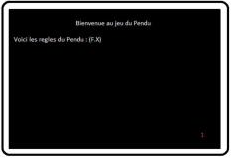 Bienvenue au jeu du Pendu
Voici les regles du Pendu : (F.X)
1